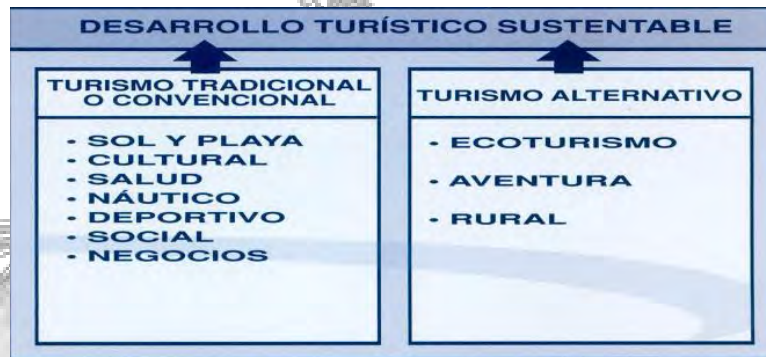 DESARROLLO TURÍSTICO SUSTENTABLE
TURISMO TRADICIONAL
O CONVENCIONAL
• SOL Y PLAYA
• CULTURAL
• SALUD
• NÁUTICO
• DEPORTIVO
• SOCIAL
• NEGOCIOS
TURISMO ALTERNATIVO
• ECOTURISMO
• AVENTURA
• RURAL